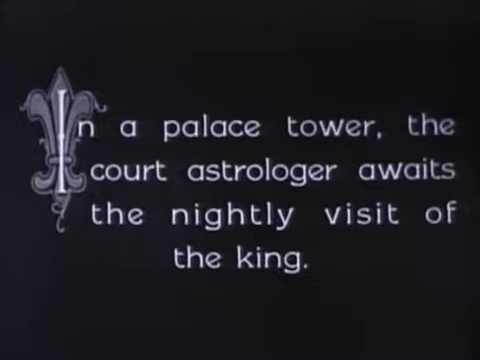 In a palace tower, the
court astrologer awaits
the nightly visit of
the king.